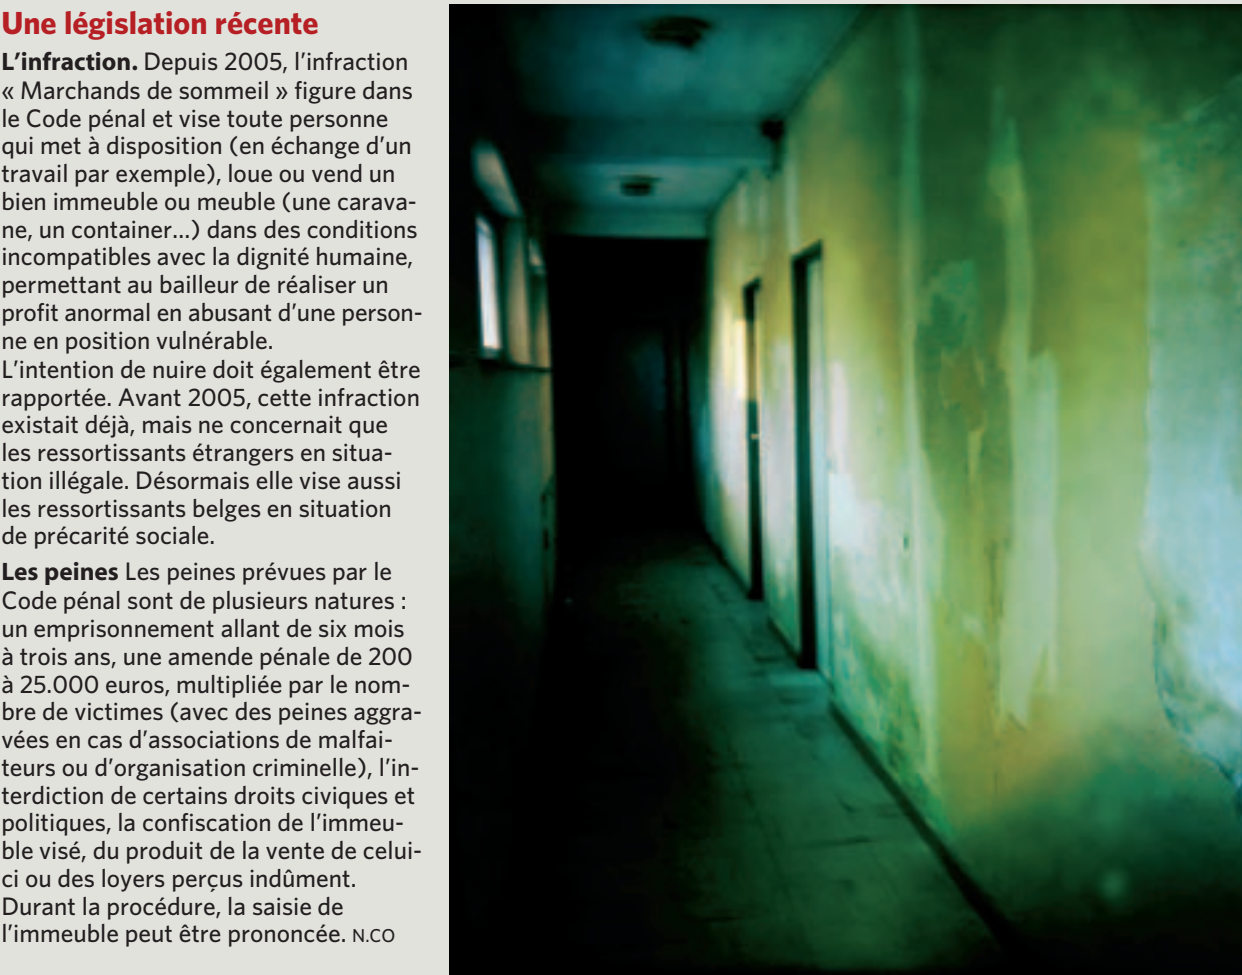 Une législation récente
L’infraction. Depuis 2005, l’infraction
« Marchands de sommeil » figure dans
le Code pénal et vise toute personne
qui met à disposition (en échange d’un
travail par exemple), loue ou vend un
bien immeuble ou meuble (une carava-
ne, un container...) dans des conditions
incompatibles avec la dignité humaine,
permettant au bailleur de réaliser un
profit anormal en abusant d’une person-
ne en position vulnérable.
L’intention de nuire doit également être
rapportée. Avant 2005, cette infraction
existait déjà, mais ne concernait que
les ressortissants étrangers en situa-
tion illégale. Désormais elle vise aussi
les ressortissants belges en situation
de précarité sociale.
Les peines Les peines prévues par le
Code pénal sont de plusieurs natures :
un emprisonnement allant de six mois
à trois ans, une amende pénale de 200
à 25.000 euros, multipliée par le nom-
bre de victimes (avec des peines aggra-
vées en cas d’associations de malfai-
teurs ou d’organisation criminelle), l’in-
terdiction de certains droits civiques et
politiques, la confiscation de l’immeu-
ble visé, du produit de la vente de celui-
ci ou des loyers perçus indûment.
Durant la procédure, la saisie de
l’immeuble peut être prononcée. N.CO